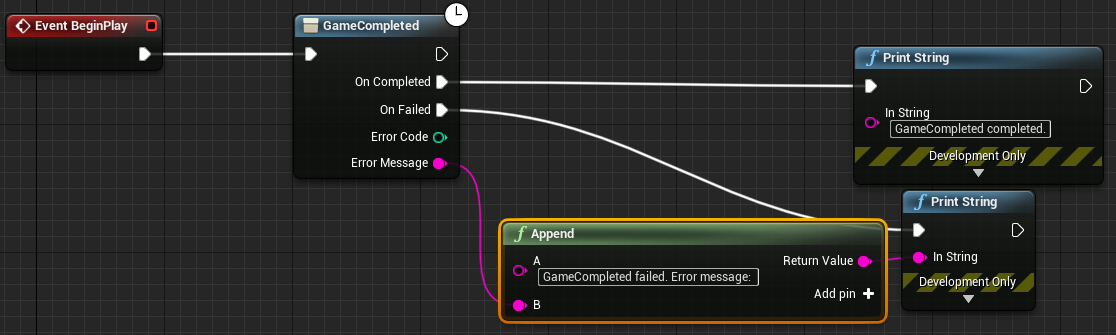 Event BeginPlay
GameCompleted
On Completed
On Failed
Error Code
Error Message
Print String
In String
GameCompleted completed.
Development Only
Append
A
GameCompleted failed. Error message:
B
Return Value
Add pin
Print String
In String
Development Only